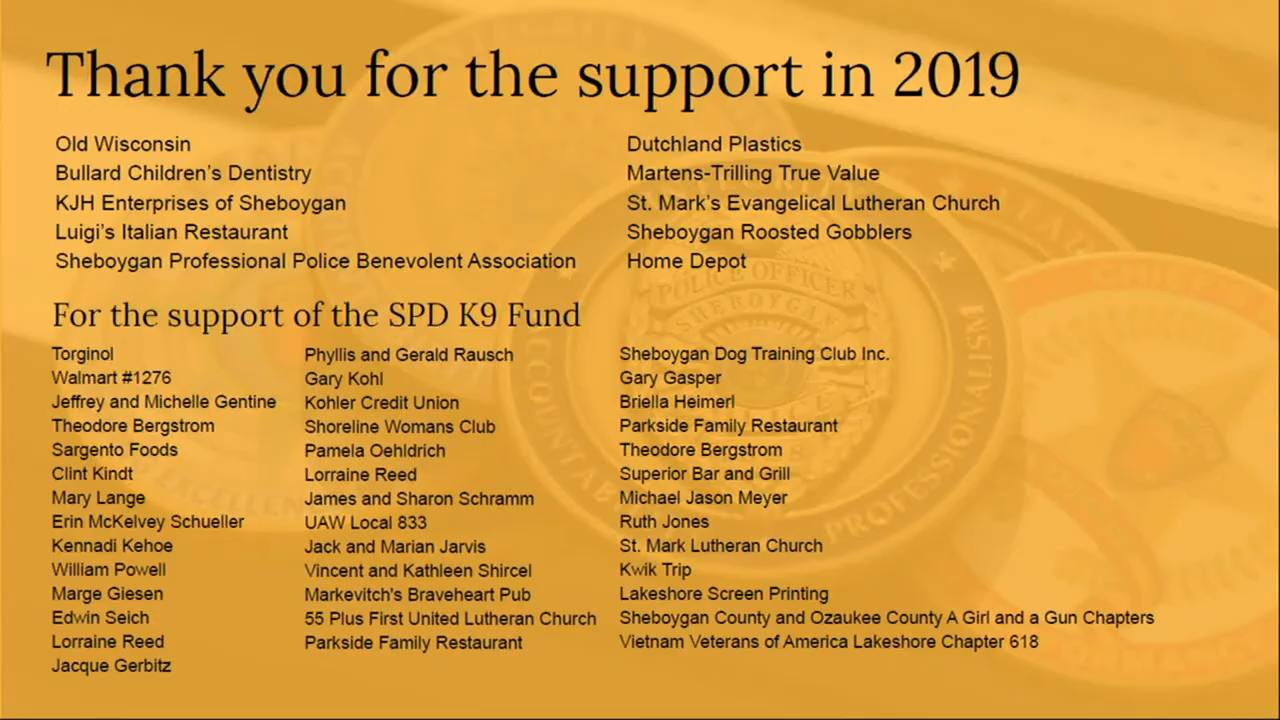 Thank you for the support in 2019
Old Wisconsin
Bullard Children's Dentistry
KJH Enterprises of Sheboygan
Luigi's Italian Restaurant
Sheboygan Professional Police Benevolent Association
Dutchland Plastics
Martens-Trilling True Value
St. Mark's Evangelical Lutheran Church
Sheboygan Roosted Gobblers
Home Depot
For the support of the SPD K9 Fund
Torginol
Walmart #1276
Jeffrey and Michelle Gentine
Theodore Bergstrom
Sargento Foods
Clint Kindt
Mary Lange
Erin McKelvey Schueller
Kennadi Kehoe
William Powell
Marge Giesen
Edwin Seich
Lorraine Reed
Jacque Gerbitz
Phyllis and Gerald Rausch
Gary Kohl
Kohler Credit Union
Shoreline Womans Club
Pamela Oehldrich
Lorraine Reed
James and Sharon Schramm
UAW Local 833
Jack and Marian Jarvis
Vincent and Kathleen Shircel
Markevitch's Braveheart Pub
55 Plus First United Lutheran Church
Parkside Family Restaurant
Sheboygan Dog Training Club Inc.
Gary Gasper
Briella Heimerl
Parkside Family Restaurant
Theodore Bergstrom
Superior Bar and Grill
Michael Jason Meyer
Ruth Jones
St. Mark Lutheran Church
Kwik Trip
Lakeshore Screen Printing
Sheboygan County and Ozaukee County A Girl and a Gun Chapters
Vietnam Veterans of America Lakeshore Chapter 618
POLICE OFFICER
SHEBOYGAN
PROFESSIONALISM